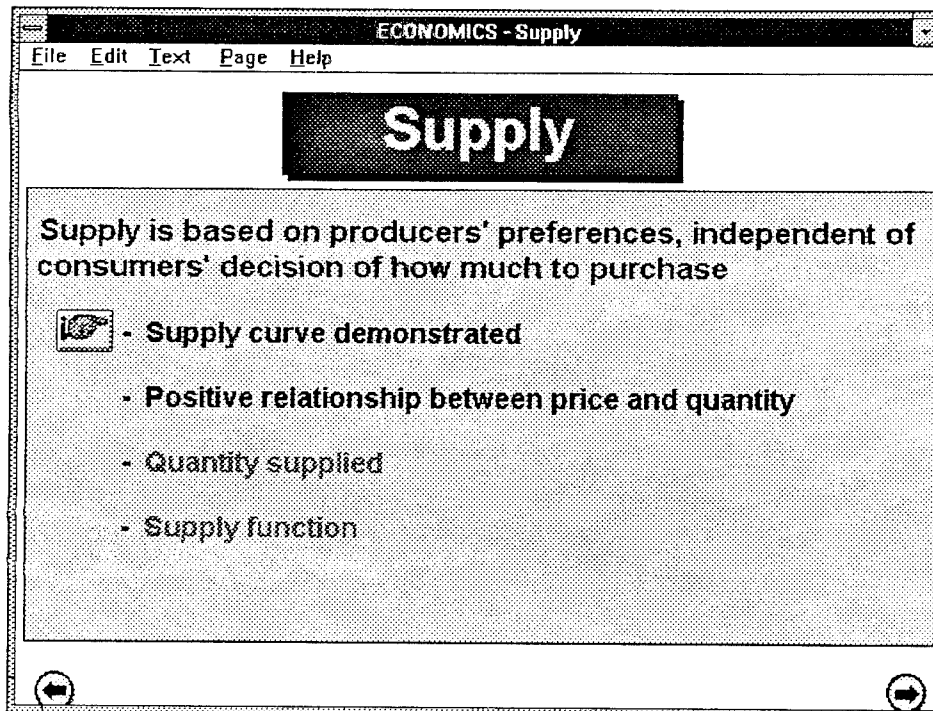 ECONOMICS - Supply
File Edit Text Page Help
Supply
Supply is based on producers' preferences, independent of
consumers' decision of how much to purchase
- Supply curve demonstrated
- Positive relationship between price and quantity
- Quantity supplied
- Supply function